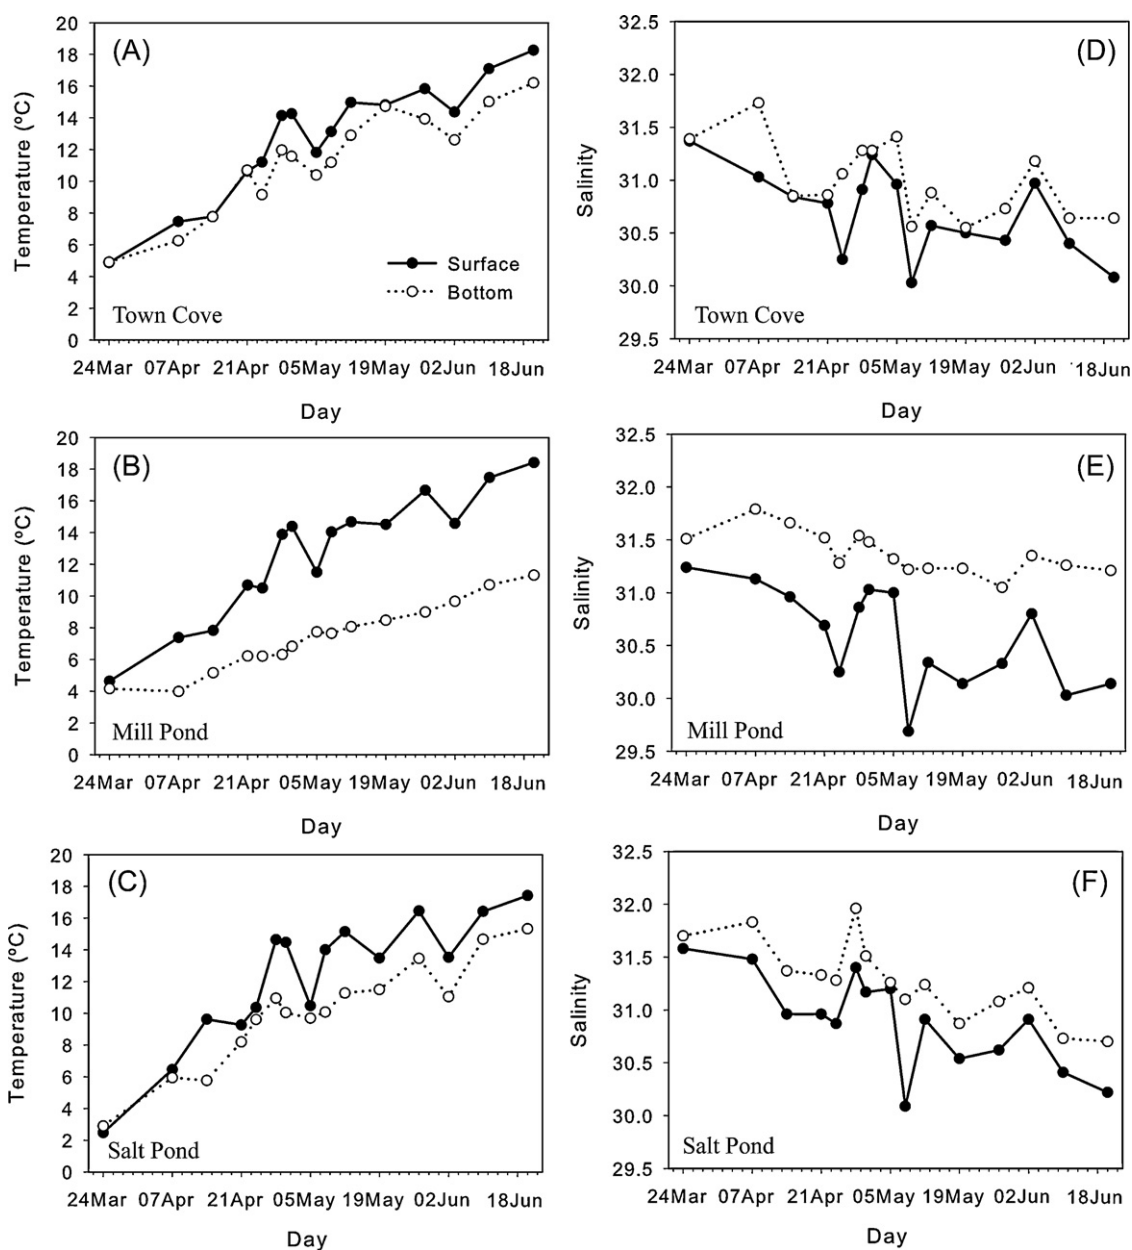 (A)
Temperature (ºC)
20
18
16
14
12
10
8
6
4
2
0
Surface
Bottom
Town Cove
24Mar 07Apr 21Apr 05May 19May 02Jun 18Jun
Day
(D)
Salinity
32.5
32.0
31.5
31.0
30.5
30.0
29.5
Town Cove
24Mar 07Apr 21Apr 05May 19May 02Jun 18Jun
Day
(B)
Temperature (ºC)
20
18
16
14
12
10
8
6
4
2
0
Mill Pond
24Mar 07Apr 21Apr 05May 19May 02Jun 18Jun
Day
(E)
Salinity
32.5
32.0
31.5
31.0
30.5
30.0
29.5
Mill Pond
24Mar 07Apr 21Apr 05May 19May 02Jun 18Jun
Day
(C)
Temperature (ºC)
20
18
16
14
12
10
8
6
4
2
0
Salt Pond
24Mar 07Apr 21Apr 05May 19May 02Jun 18Jun
Day
(F)
Salinity
32.5
32.0
31.5
31.0
30.5
30.0
29.5
Salt Pond
24Mar 07Apr 21Apr 05May 19May 02Jun 18Jun
Day